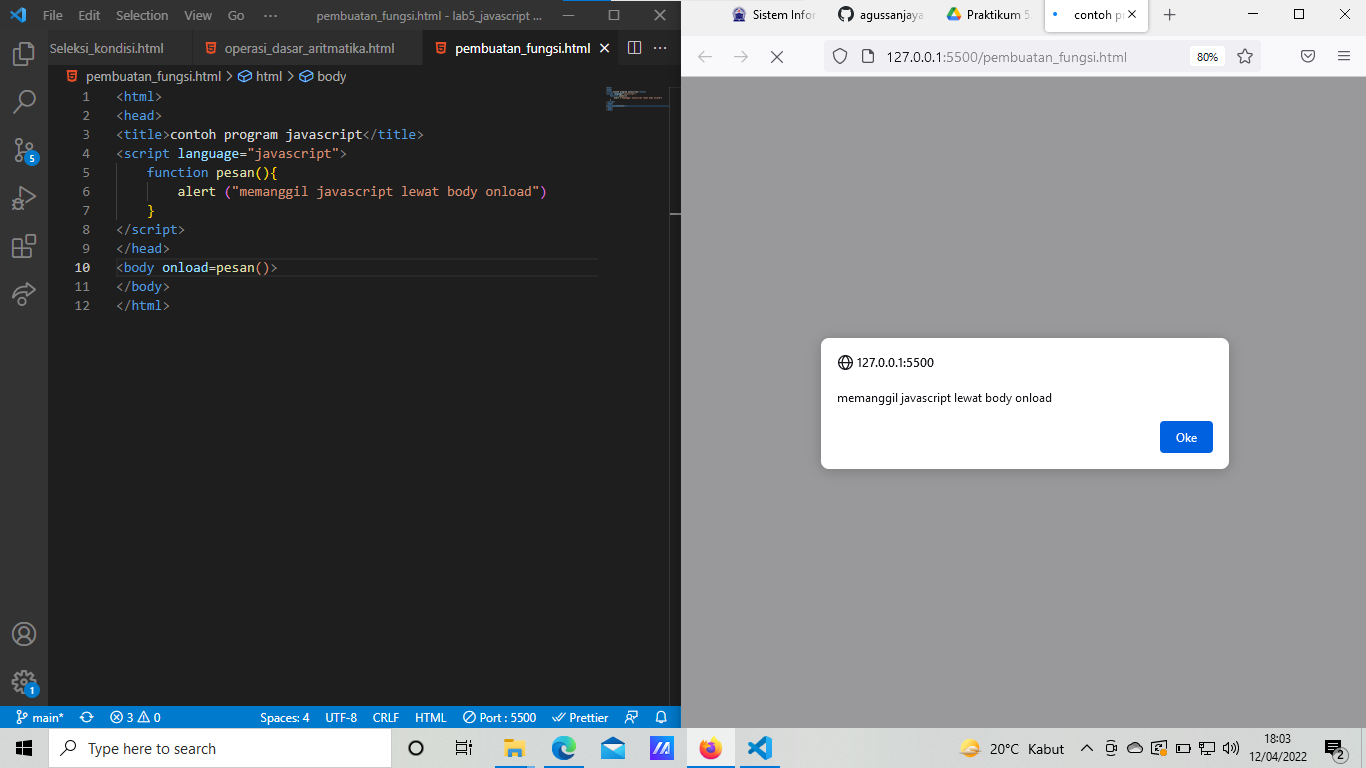 File Edit Selection View Go ··· pembuatan_fungsi.html - lab5_javascript ...
Seleksi_kondisi.html operasi_dasar_aritmatika.html pembuatan_fungsi.html
pembuatan_fungsi.html > html > body
1 <html>
2 <head>
3 <title>contoh program javascript</title>
4 <script language="javascript">
5 function pesan(){
6 alert ("memanggil javascript lewat body onload")
7 }
8 </script>
9 </head>
10 <body onload=pesan()>
11 </body>
12 </html>
5
1
main* 3 0 Spaces: 4 UTF-8 CRLF HTML Port : 5500 Prettier
Sistem Infor agussanjaya Praktikum 5 contoh pr
127.0.0.1:5500/pembuatan_fungsi.html 80%
127.0.0.1:5500
memanggil javascript lewat body onload
Oke
Type here to search
20°C Kabut
18:03
12/04/2022
2